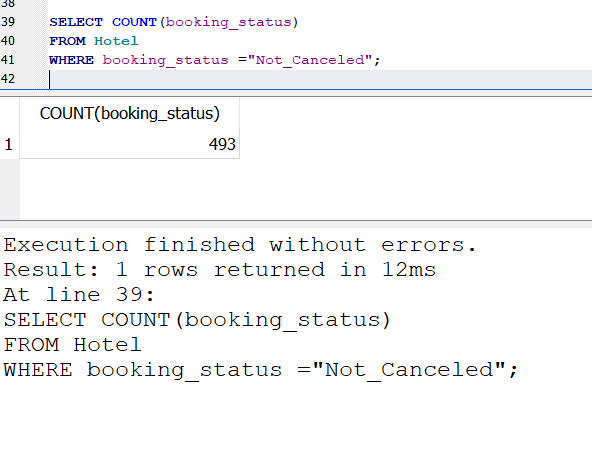 38
39 SELECT COUNT(booking_status)
40 FROM Hotel
41 WHERE booking_status ="Not_Canceled";
42
COUNT(booking_status)
1 493
Execution finished without errors.
Result: 1 rows returned in 12ms
At line 39:
SELECT COUNT(booking_status)
FROM Hotel
WHERE booking_status ="Not_Canceled";